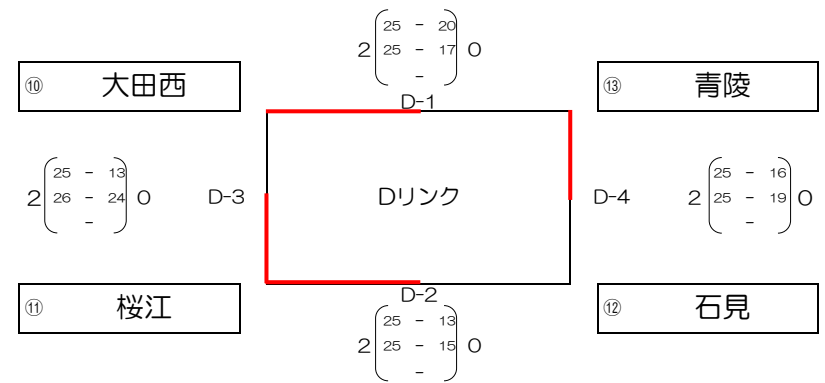 25 - 20
2 25 - 17 0
-
⑩ 大田西
⑬ 青陵
D-1
25 - 13
2 26 - 24 0
-
D-3
Dリンク
D-4
25 - 16
2 25 - 19 0
-
⑪ 桜江
⑫ 石見
D-2
25 - 13
2 25 - 15 0
-